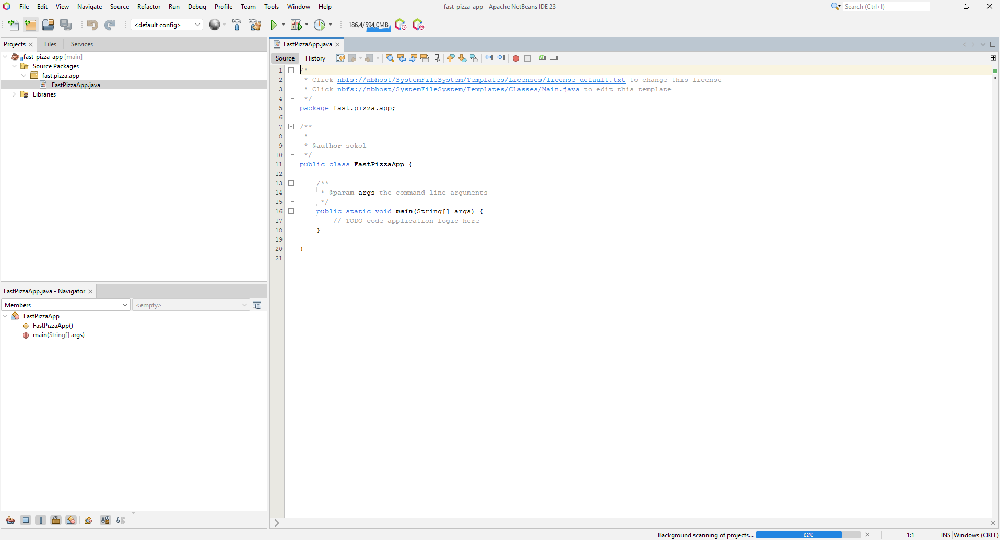 File Edit View Navigate Source Refactor Run Debug Profile Team Tools Window Help
fast-pizza-app - Apache NetBeans IDE 23
Search (Ctrl+I)
<default config>
186,4/594,0MB
Projects Files Services
fast-pizza-app [main]
Source Packages
fast.pizza.app
FastPizzaApp.java
Libraries
FastPizzaApp.java - Navigator
Members
<empty>
FastPizzaApp
FastPizzaApp()
main(String[] args)
FastPizzaApp.java
Source History
1 /*
2 * Click nbfs://nbhost/SystemFileSystem/Templates/Licenses/license-default.txt to change this license
3 * Click nbfs://nbhost/SystemFileSystem/Templates/Classes/Main.java to edit this template
4 */
5 package fast.pizza.app;
6
7 /**
8 *
9 * @author sokol
10 */
11 public class FastPizzaApp {
12
13 /**
14 * @param args the command line arguments
15 */
16 public static void main(String[] args) {
17 // TODO code application logic here
18 }
19
20 }
21
Background scanning of projects... 82% 1:1 INS Windows (CRLF)